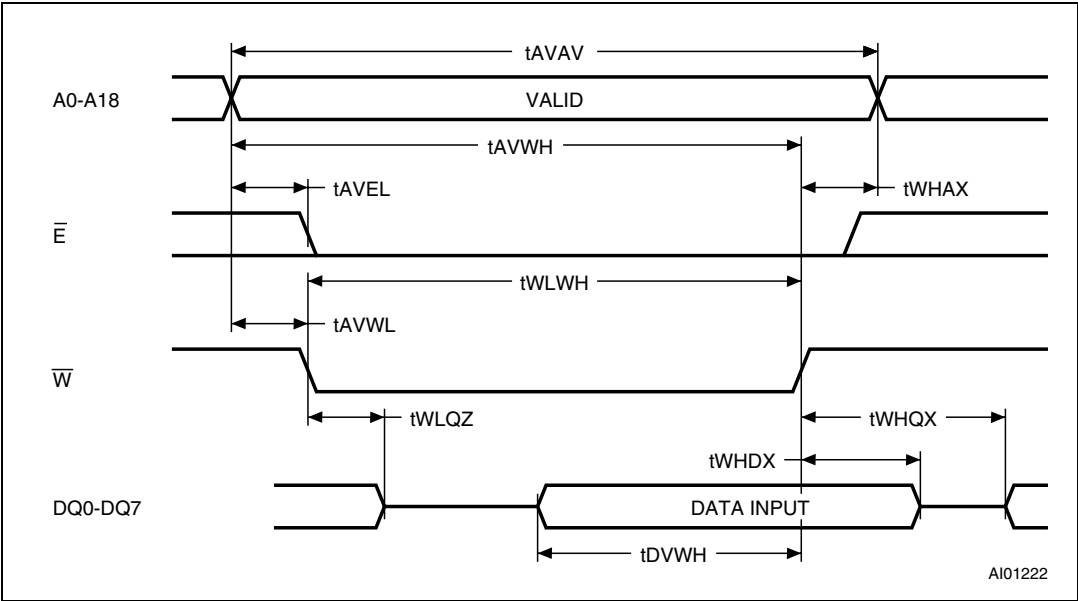 tAVAV
A0-A18 VALID
tAVWH
tAVEL tWHAX
E̅
tWLWH
tAVWL
W̅
tWLQZ tWHQX
tWHDX
DQ0-DQ7 DATA INPUT
tDVWH
AI01222